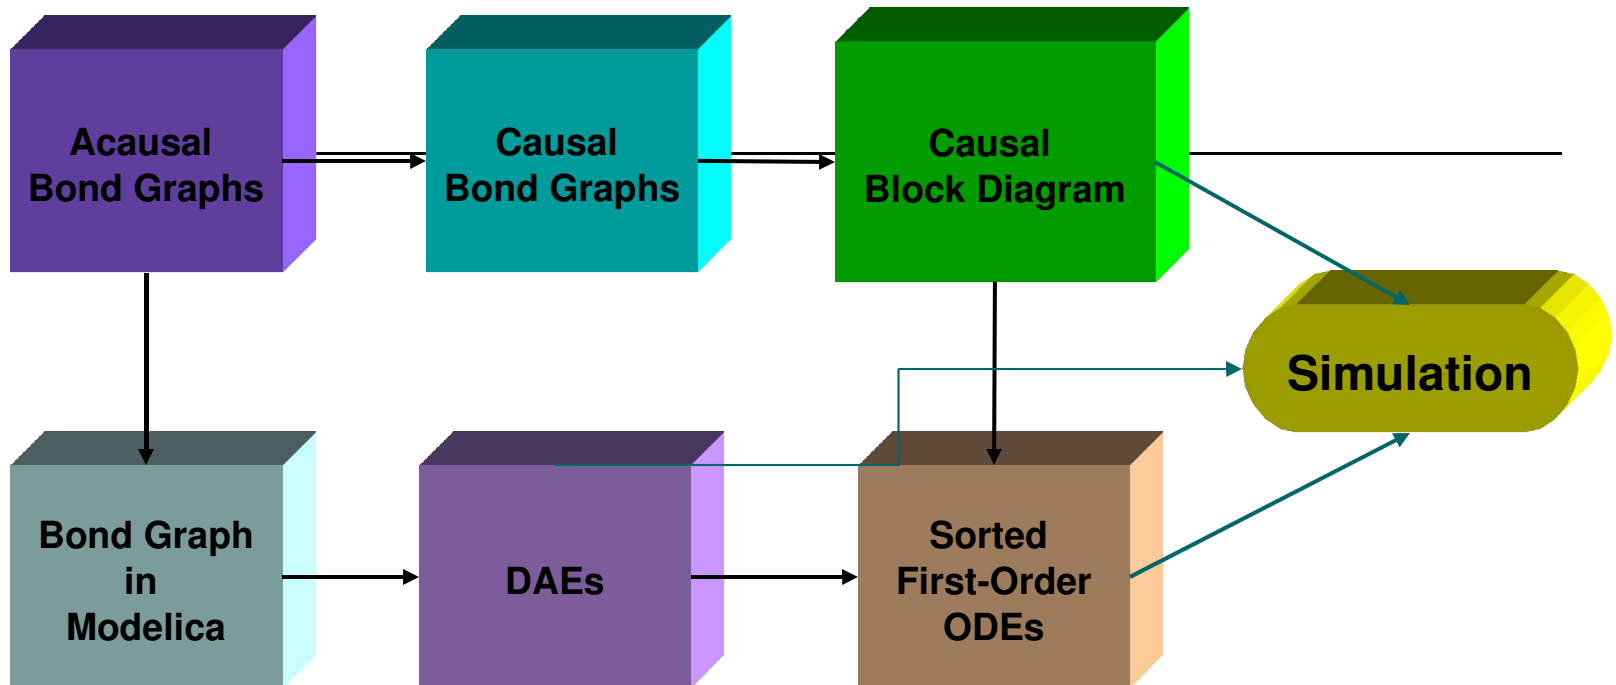 Acausal
Bond Graphs
Causal
Bond Graphs
Causal
Block Diagram
Simulation
Bond Graph
in
Modelica
DAEs
Sorted
First-Order
ODEs